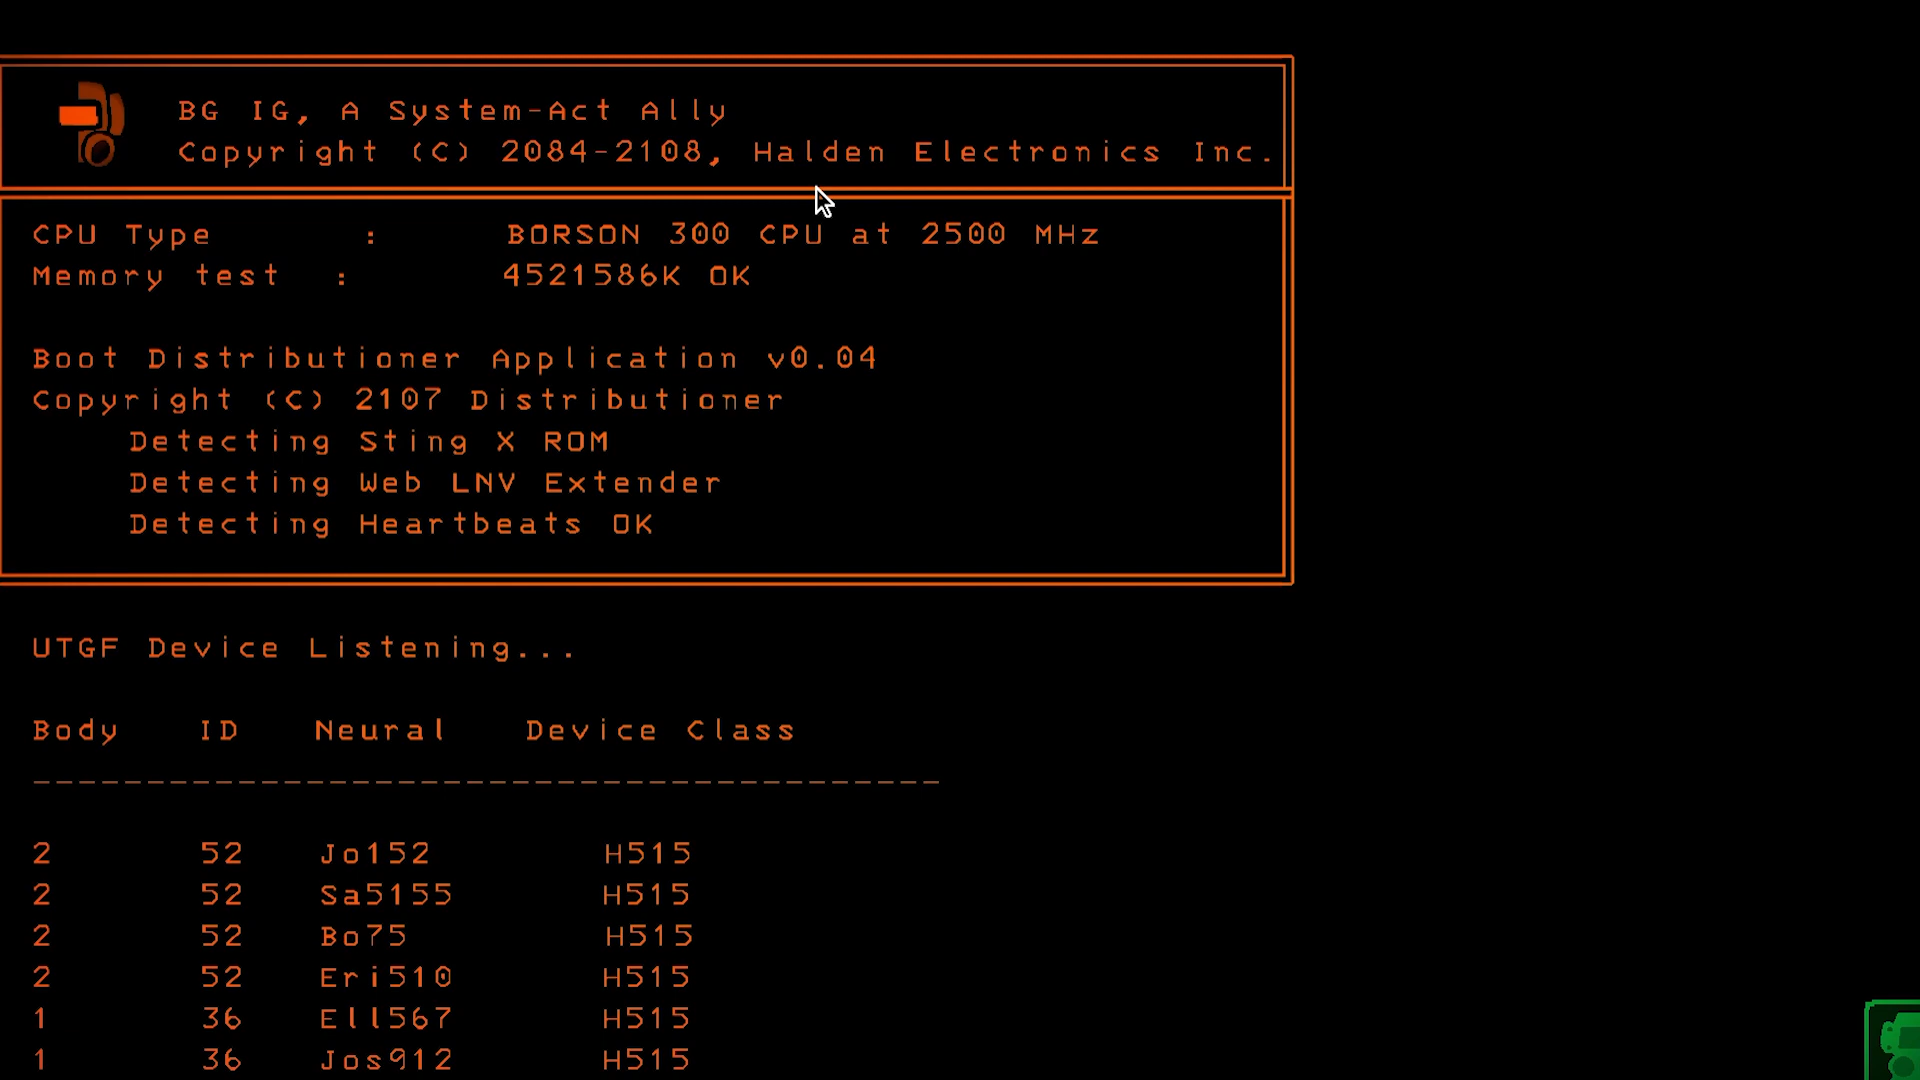 BG IG, A System-Act Ally
Copyright (C) 2084-2108, Halden Electronics Inc.
CPU Type : BORSON 300 CPU at 2500 MHz
Memory test : 4521586K OK
Boot Distributioner Application v0.04
Copyright (C) 2107 Distributioner
Detecting Sting X ROM
Detecting Web LNV Extender
Detecting Heartbeats OK
UTGF Device Listening...
Body ID Neural Device Class
----------------------------------------
2 52 Jo152 H515
2 52 Sa5155 H515
2 52 Bo75 H515
2 52 Eri510 H515
1 36 Ell567 H515
1 36 Jos912 H515